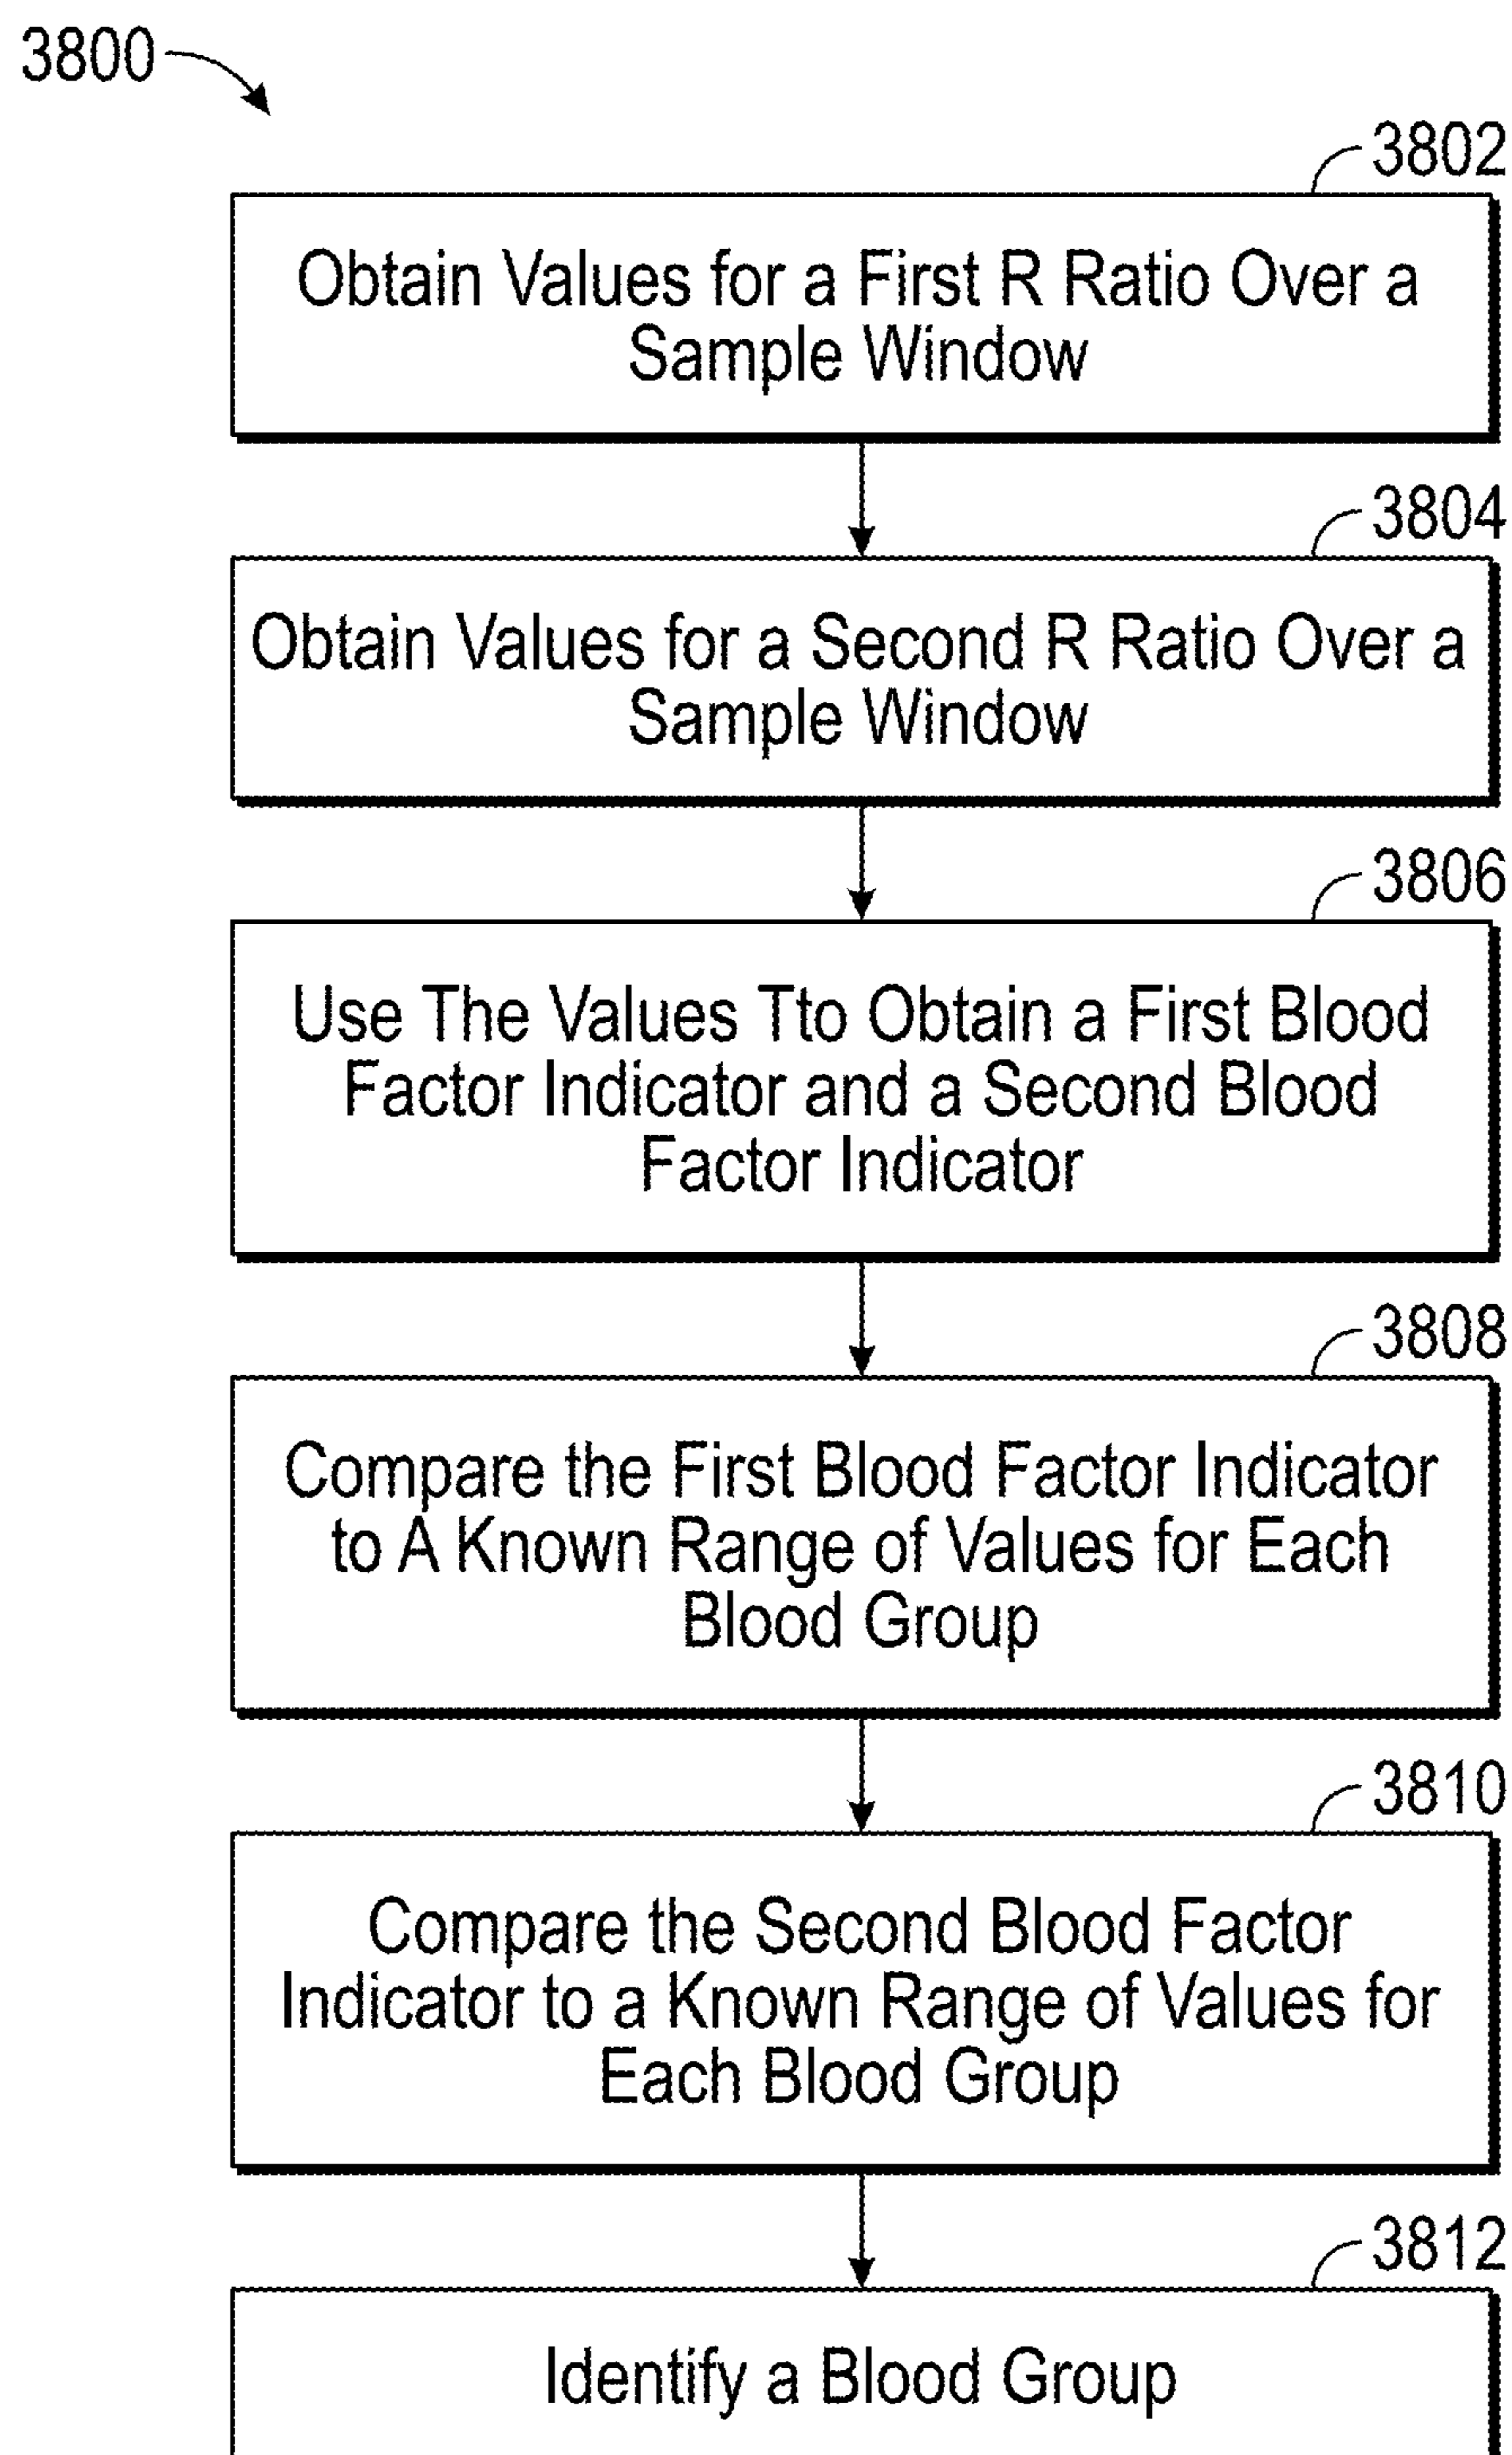 3800
3802
Obtain Values for a First R Ratio Over a
Sample Window
3804
Obtain Values for a Second R Ratio Over a
Sample Window
3806
Use The Values Tto Obtain a First Blood
Factor Indicator and a Second Blood
Factor Indicator
3808
Compare the First Blood Factor Indicator
to A Known Range of Values for Each
Blood Group
3810
Compare the Second Blood Factor
Indicator to a Known Range of Values for
Each Blood Group
3812
Identify a Blood Group